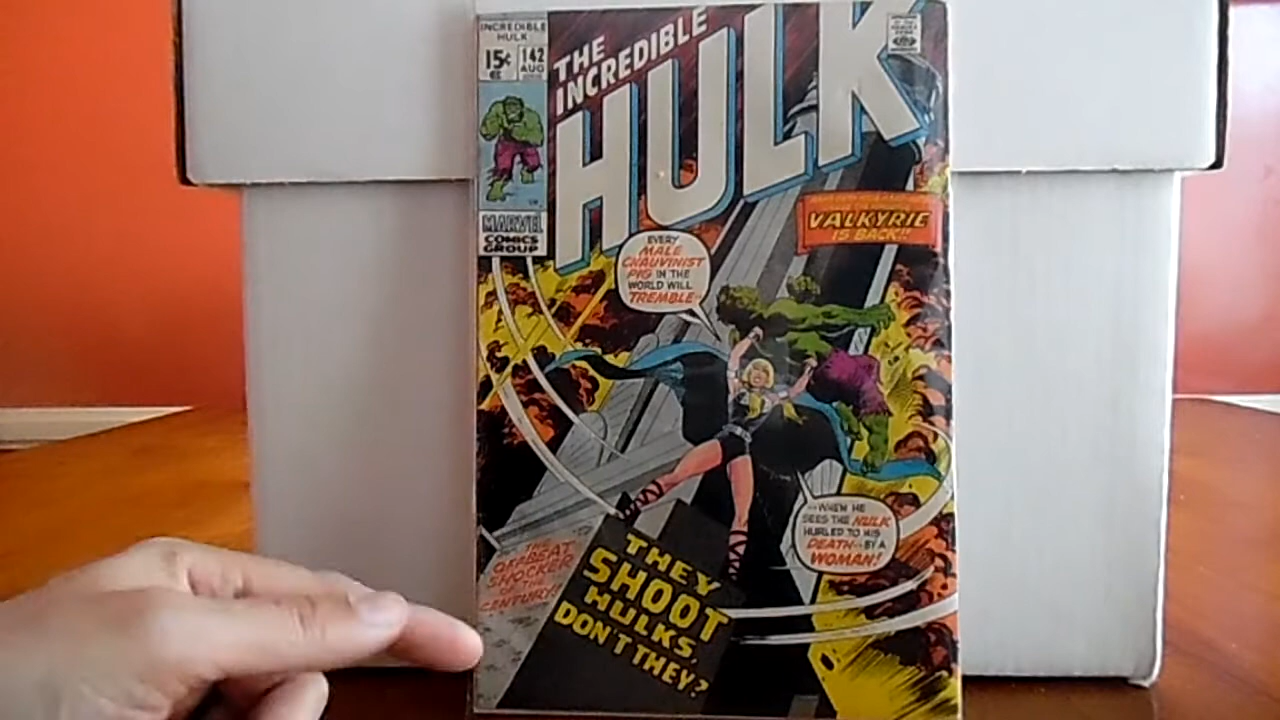 INCREDIBLE
HULK
15¢
142
AUG
MARVEL
COMICS
GROUP
THE
INCREDIBLE
HULK
VALKYRIE
IS BACK!!
EVERY
MALE
CHAUVINIST
PIG IN THE
WORLD WILL
TREMBLE--
--WHEN HE
SEES THE HULK
HURLED TO HIS
DEATH--BY A
WOMAN!
THE
OFFBEAT
SHOCKER
OF THE
CENTURY!
THEY
SHOOT
HULKS,
DON'T THEY?